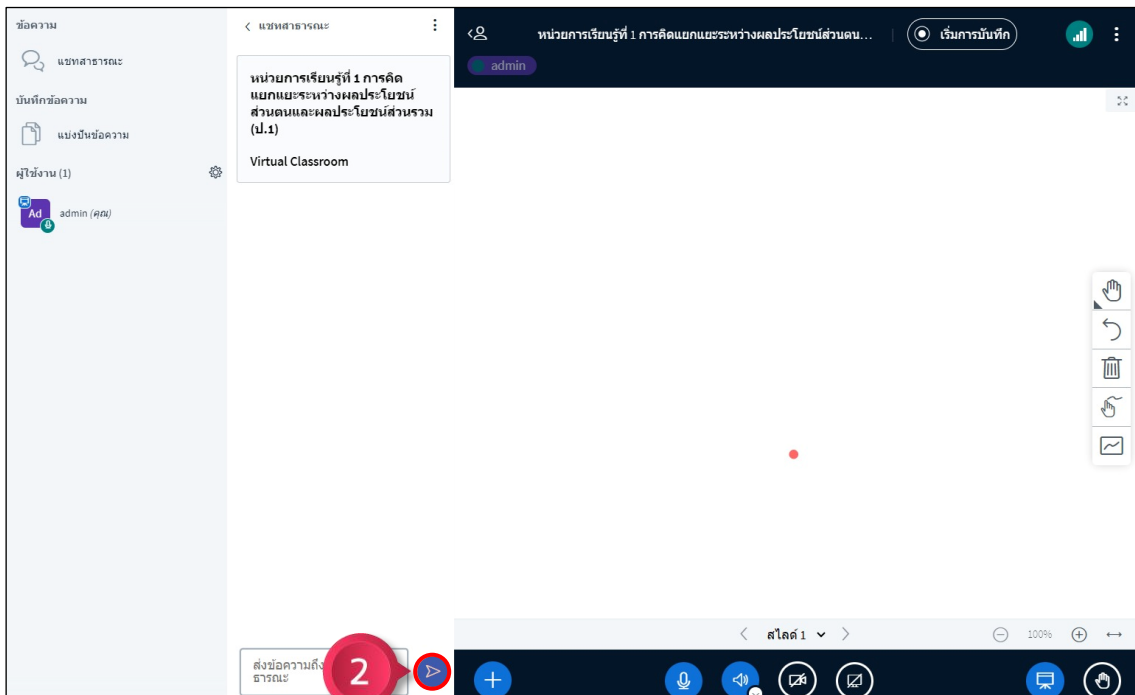 ข้อความ
แชทสาธารณะ
บันทึกข้อความ
แบ่งปันข้อความ
ผู้ใช้งาน (1)
Ad
admin (คุณ)
แชทสาธารณะ
หน่วยการเรียนรู้ที่ 1 การคิด
แยกแยะระหว่างผลประโยชน์
ส่วนตนและผลประโยชน์ส่วนรวม
(ป.1)
Virtual Classroom
ส่งข้อความถึง
ธารณะ
2
หน่วยการเรียนรู้ที่ 1 การคิดแยกแยะระหว่างผลประโยชน์ส่วนตน...
เริ่มการบันทึก
admin
สไลด์ 1
100%